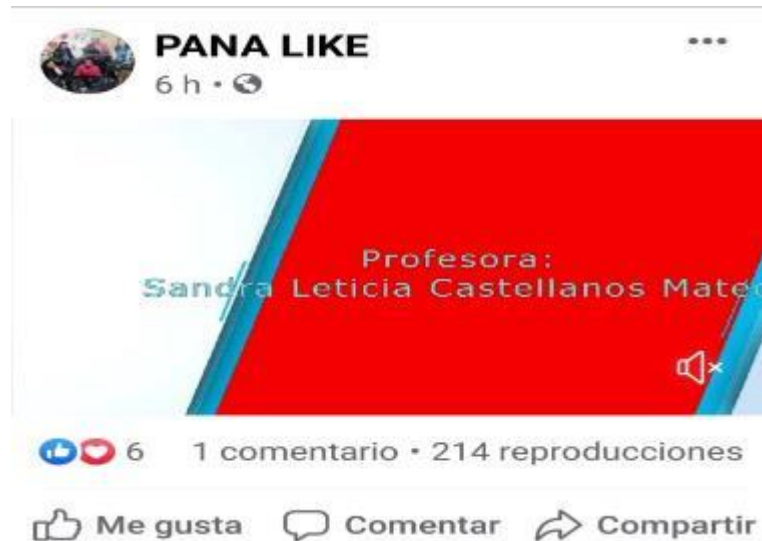 PANA LIKE
6 h •
Profesora:
Sandra Leticia Castellanos
6 1 comentario • 214 reproducciones
Me gusta Comentar Compartir